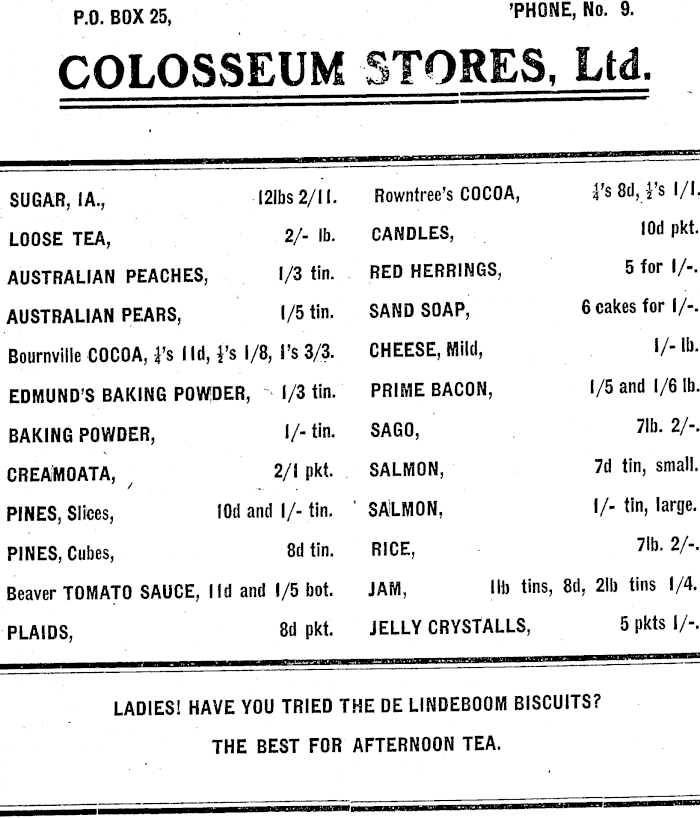 P.O. BOX 25,
'PHONE, No. 9.
COLOSSEUM STORES, Ltd.
SUGAR, 1A., 12lbs 2/11.
LOOSE TEA, 2/- lb.
AUSTRALIAN PEACHES, 1/3 tin.
AUSTRALIAN PEARS, 1/5 tin.
Bournville COCOA, ¼'s 11d, ½'s 1/8, 1's 3/3.
EDMUND'S BAKING POWDER, 1/3 tin.
BAKING POWDER, 1/- tin.
CREAMOATA, 2/1 pkt.
PINES, Slices, 10d and 1/- tin.
PINES, Cubes, 8d tin.
Beaver TOMATO SAUCE, 11d and 1/5 bot.
PLAIDS, 8d pkt.
Rowntree's COCOA, ¼'s 8d, ½'s 1/1.
CANDLES, 10d pkt.
RED HERRINGS, 5 for 1/-.
SAND SOAP, 6 cakes for 1/-.
CHEESE, Mild, 1/- lb.
PRIME BACON, 1/5 and 1/6 lb.
SAGO, 7lb. 2/-.
SALMON, 7d tin, small.
SALMON, 1/- tin, large.
RICE, 7lb. 2/-.
JAM, 1lb tins, 8d, 2lb tins 1/4.
JELLY CRYSTALLS, 5 pkts 1/-.
LADIES! HAVE YOU TRIED THE DE LINDEBOOM BISCUITS?
THE BEST FOR AFTERNOON TEA.